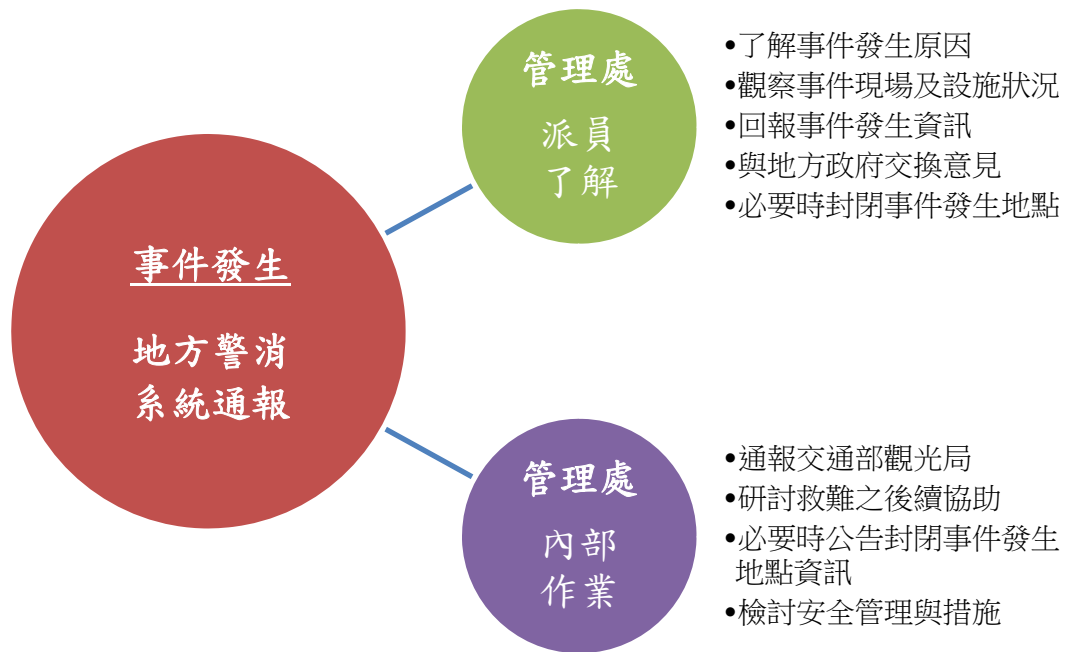 事件發生
地方警消
系統通報
管理處
派員
了解
•了解事件發生原因
•觀察事件現場及設施狀況
•回報事件發生資訊
•與地方政府交換意見
•必要時封閉事件發生地點
管理處
內部
作業
•通報交通部觀光局
•研討救難之後續協助
•必要時公告封閉事件發生
地點資訊
•檢討安全管理與措施